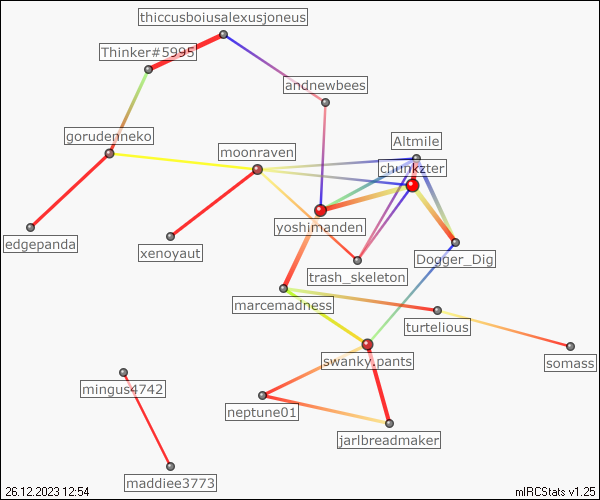 thiccusboiusalexusjoneus
Thinker#5995
andnewbees
gorudenneko
Altmile
moonraven
chunkzter
yoshimanden
edgepanda
xenoyaut
Dogger_Dig
trash_skeleton
marcemadness
turtelious
swanky.pants
somass
mingus4742
neptune01
jarlbreadmaker
maddiee3773
26.12.2023 12:54
mIRCStats v1.25